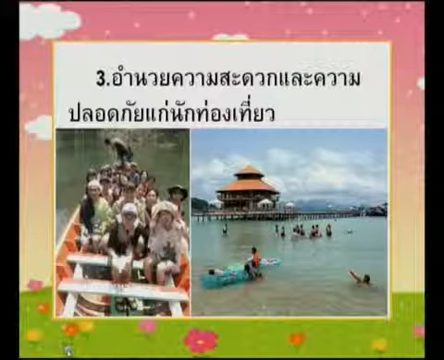 3.อำนวยความสะดวกและความ
ปลอดภัยแก่นักท่องเที่ยว